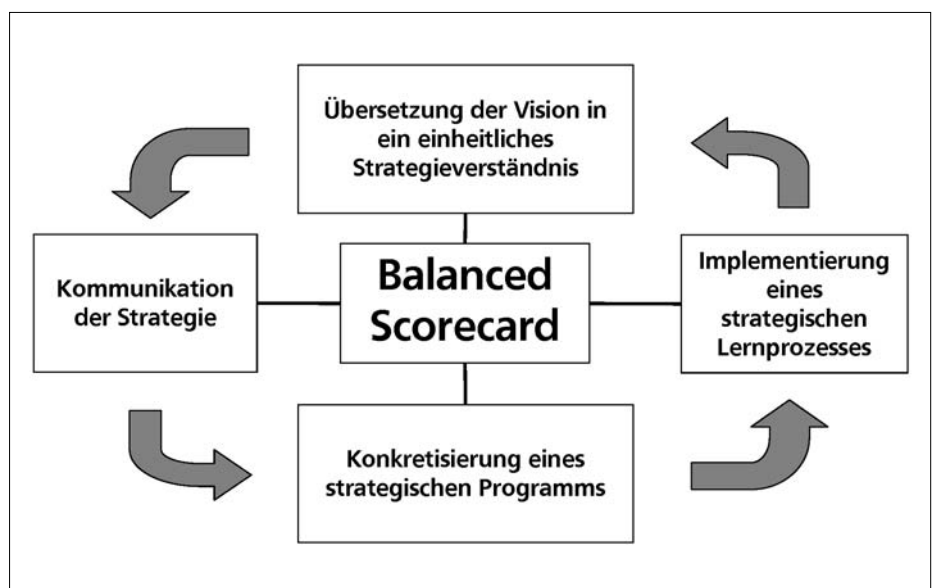 Übersetzung der Vision in
ein einheitliches
Strategieverständnis
Kommunikation
der Strategie
Balanced
Scorecard
Implementierung
eines
strategischen
Lernprozesses
Konkretisierung eines
strategischen Programms